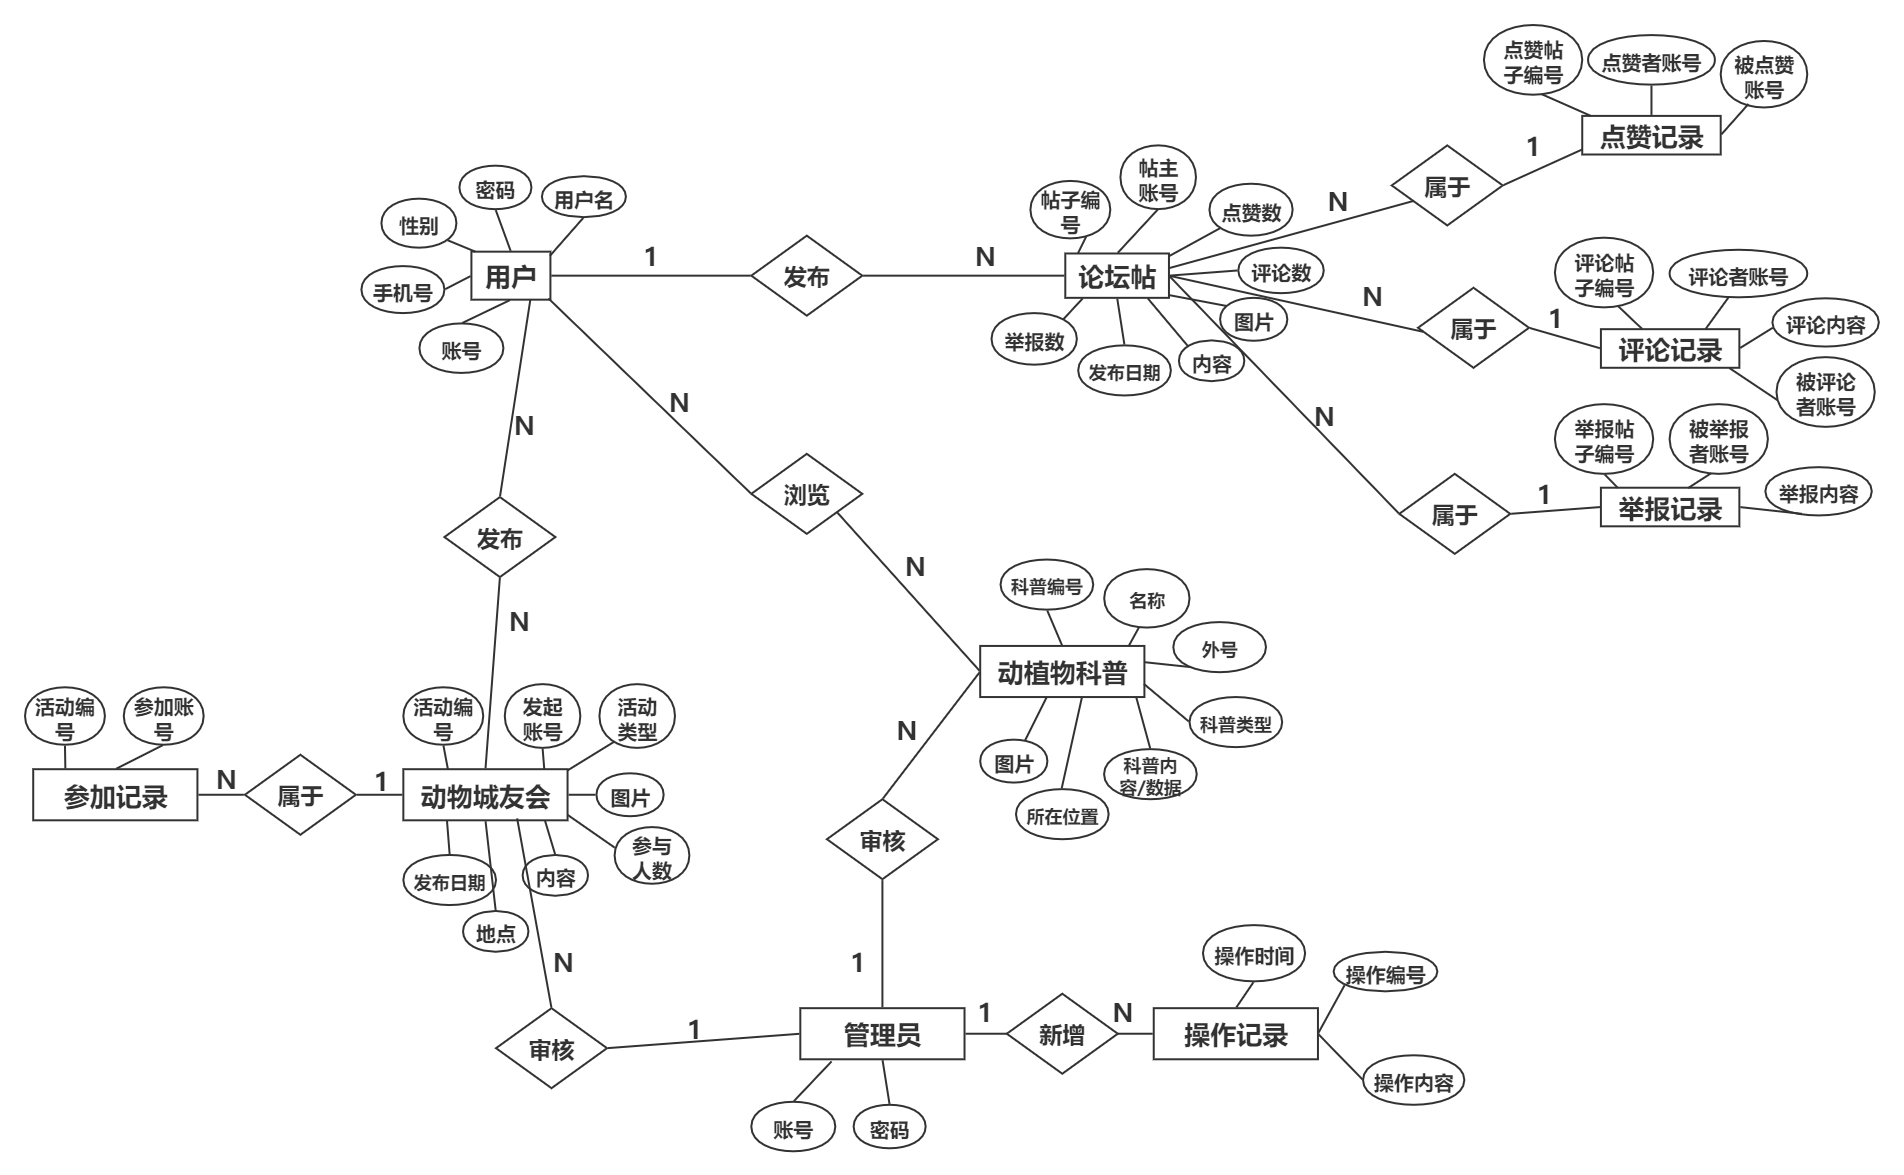 点赞帖
子编号
点赞者账号
被点赞
账号
点赞记录
1
属于
N
帖主
账号
帖子编
号
点赞数
密码
用户名
性别
用户
1
发布
N
论坛帖
评论数
手机号
账号
举报数
发布日期
内容
图片
评论帖
子编号
评论者账号
评论内容
N
属于
1
评论记录
被评论
者账号
举报帖
子编号
被举报
者账号
举报内容
N
属于
1
举报记录
N
N
浏览
发布
N
N
科普编号
名称
外号
动植物科普
科普类型
图片
科普内
容/数据
所在位置
N
审核
1
活动编
号
参加账
号
参加记录
N
属于
1
活动编
号
发起
账号
活动
类型
动物城友会
图片
参与
人数
发布日期
内容
地点
N
审核
1
管理员
1
新增
N
操作记录
操作时间
操作编号
操作内容
账号
密码